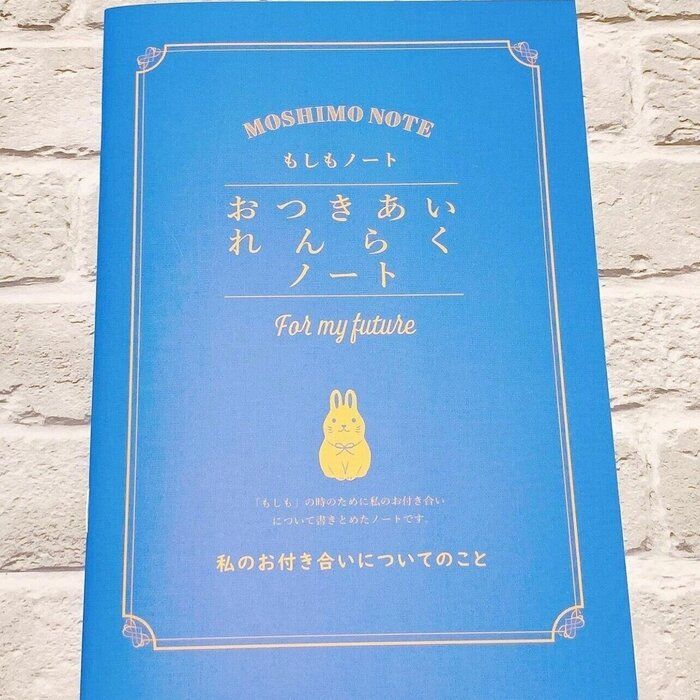 MOSHIMO NOTE
もしもノート
おつきあい
れんらく
ノート
For my future
「もしも」の時のために私のお付き合い
について書きとめたノートです。
私のお付き合いについてのこと